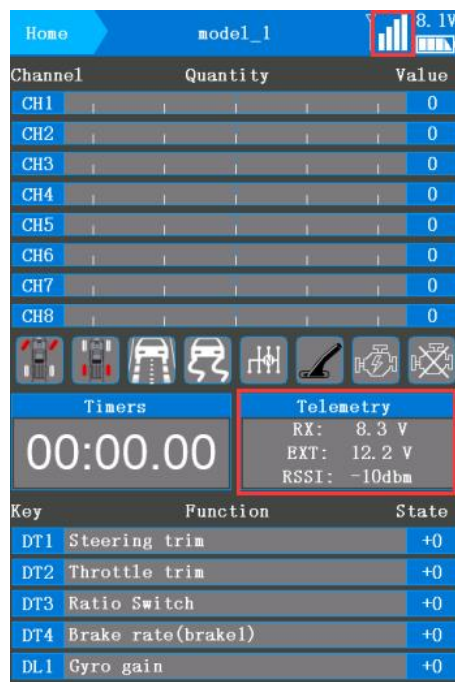 Home model_1 8.1V
Channel Quantity Value
CH1 0
CH2 0
CH3 0
CH4 0
CH5 0
CH6 0
CH7 0
CH8 0
Timers
00:00.00
Telemetry
RX: 8.3 V
EXT: 12.2 V
RSSI: -10dbm
Key Function State
DT1 Steering trim +0
DT2 Throttle trim +0
DT3 Ratio Switch +0
DT4 Brake rate(brake1) +0
DL1 Gyro gain +0